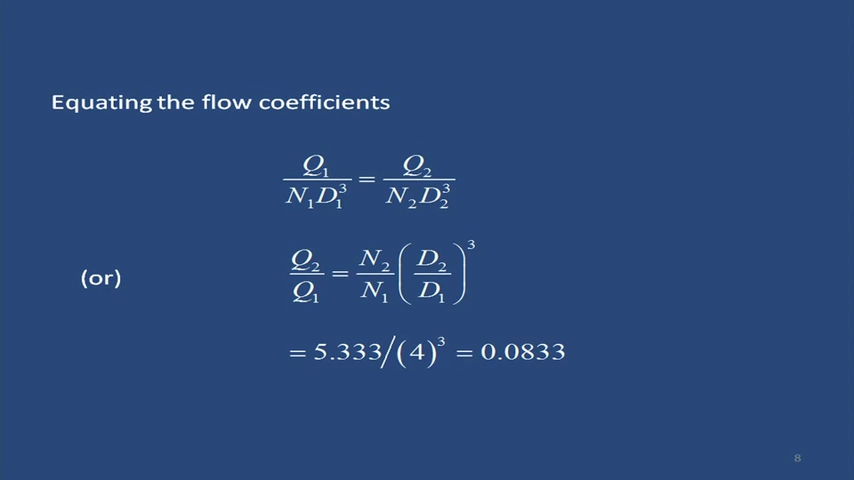 Equating the flow coefficients
Q₁/(N₁D₁³) = Q₂/(N₂D₂³)
(or) Q₂/Q₁ = N₂/N₁ (D₂/D₁)³
= 5.333/(4)³ = 0.0833
8